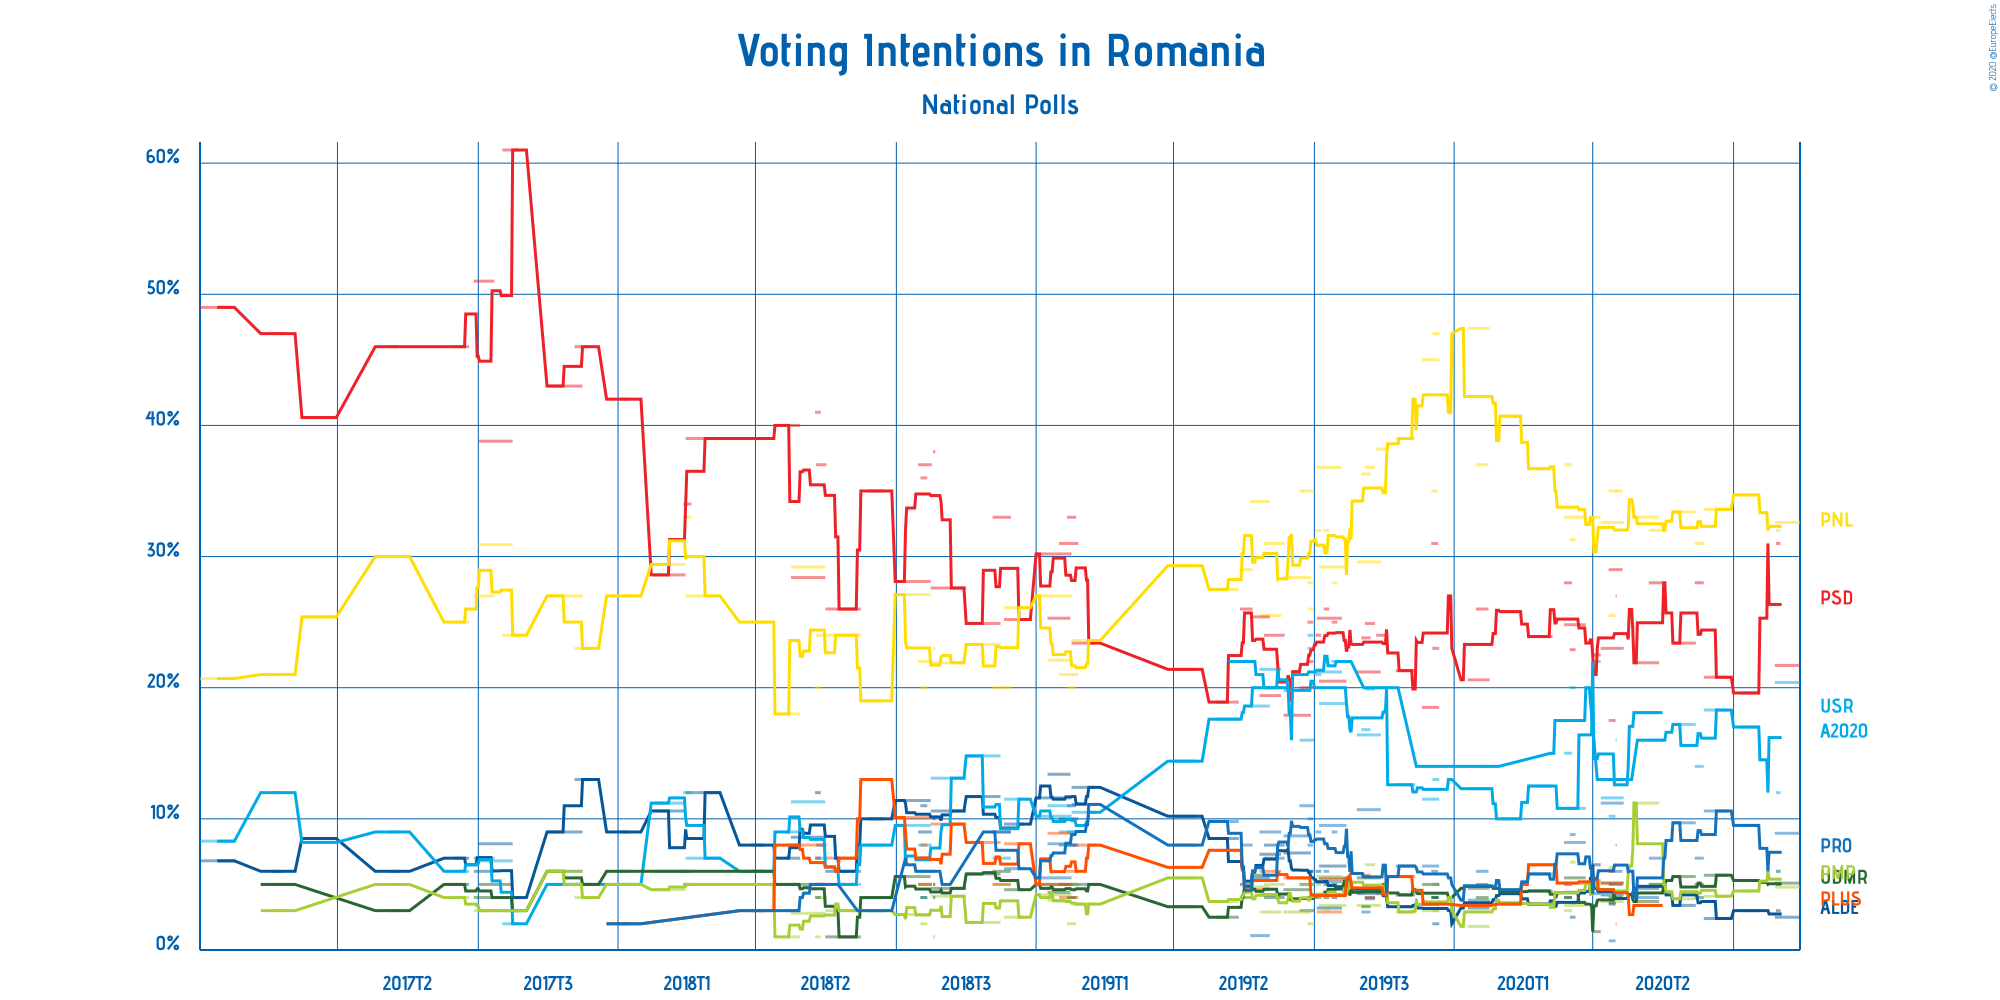 © 2020 @EuropeElects
Voting Intentions in Romania
National Polls
60%
50%
40%
30%
20%
10%
0%
PNL
PSD
USR
A2020
PRO
PMP
UDMR
PLUS
ALDE
2017T2
2017T3
2018T1
2018T2
2018T3
2019T1
2019T2
2019T3
2020T1
2020T2